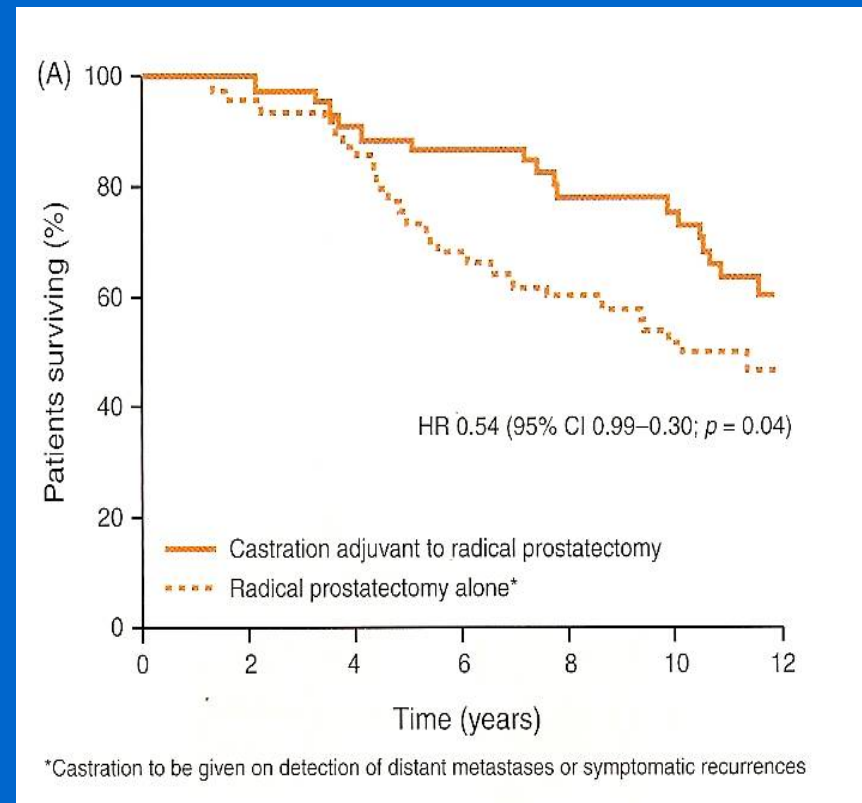 (A)
100
80
60
40
20
0
Patients surviving (%)
HR 0.54 (95% CI 0.99–0.30; p = 0.04)
Castration adjuvant to radical prostatectomy
Radical prostatectomy alone*
0 2 4 6 8 10 12
Time (years)
*Castration to be given on detection of distant metastases or symptomatic recurrences